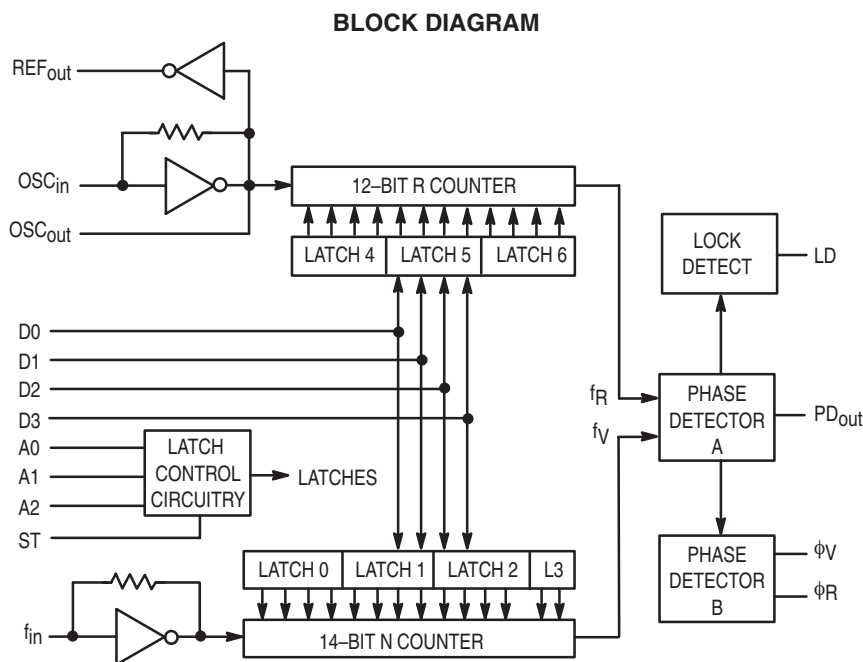 BLOCK DIAGRAM
REFout
OSCin
OSCout
12–BIT R COUNTER
LATCH 4 LATCH 5 LATCH 6
LOCK
DETECT
LD
D0
D1
D2
D3
A0
A1
A2
ST
LATCH
CONTROL
CIRCUITRY
LATCHES
fR
fV
PHASE
DETECTOR
A
PDout
PHASE
DETECTOR
B
ϕV
ϕR
LATCH 0 LATCH 1 LATCH 2 L3
fin
14–BIT N COUNTER